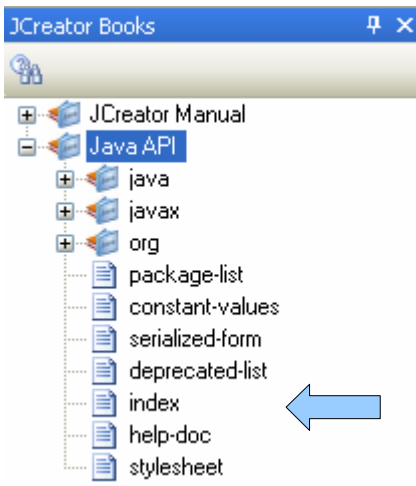 JCreator Books
JCreator Manual
Java API
java
javax
org
package-list
constant-values
serialized-form
deprecated-list
index
help-doc
stylesheet